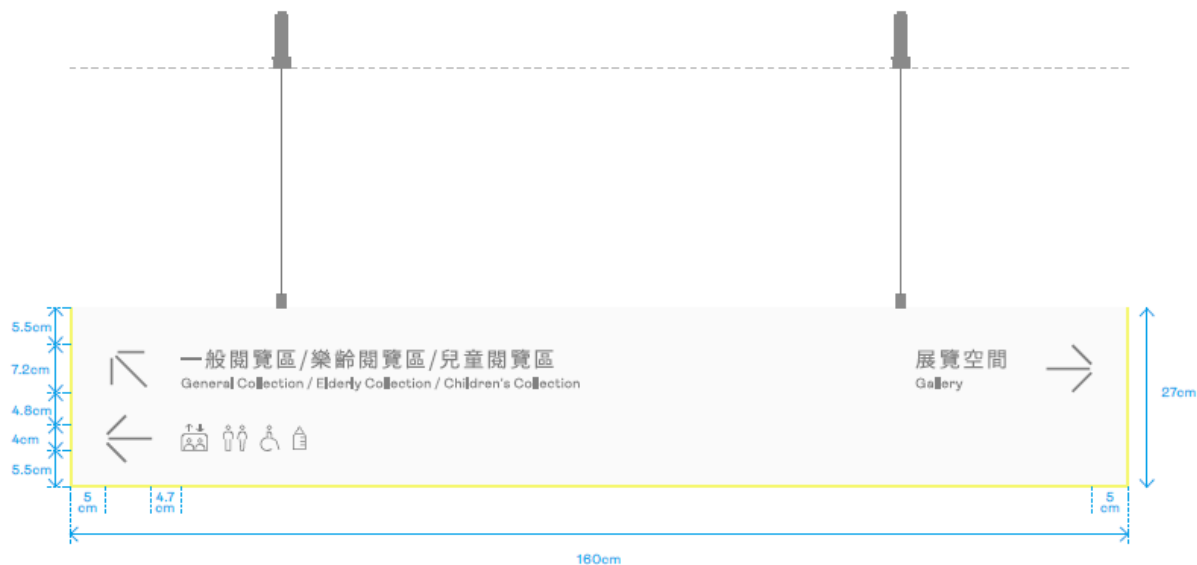 5.5cm
7.2cm
4.8cm
4cm
5.5cm
一般閱覽區/樂齡閱覽區/兒童閱覽區
General Collection / Elderly Collection / Children's Collection
展覽空間
Gallery
27cm
5
cm
4.7
cm
5
cm
160cm